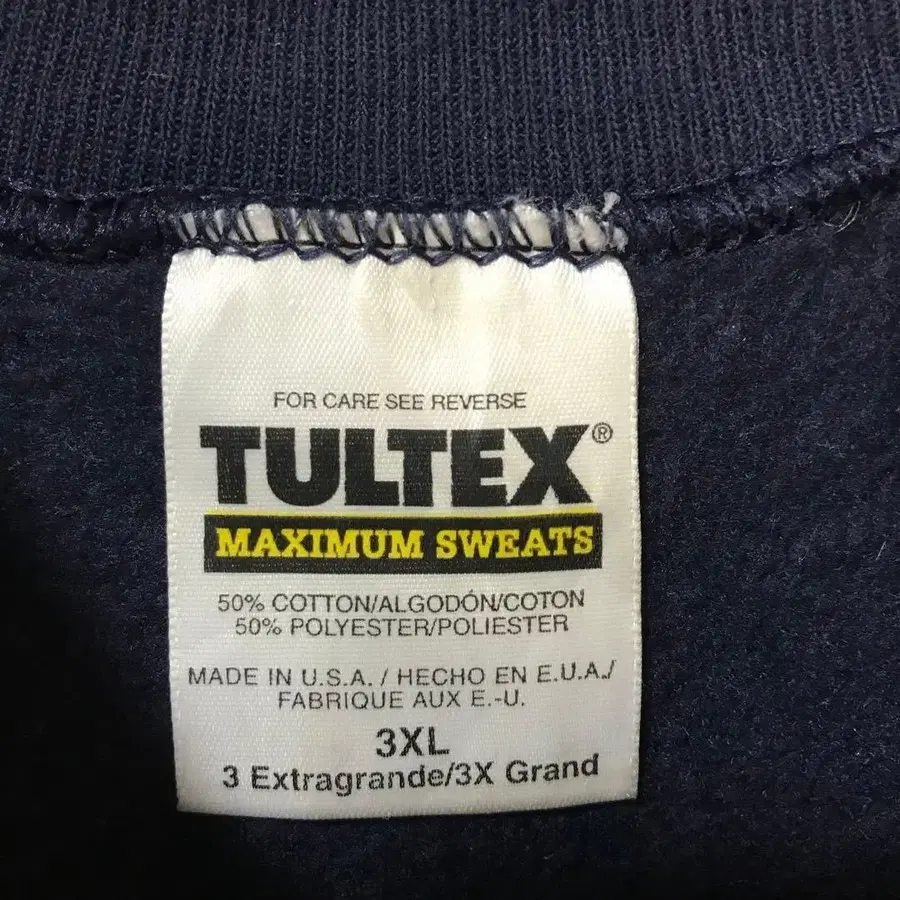 FOR CARE SEE REVERSE
TULTEX®
MAXIMUM SWEATS
50% COTTON/ALGODÓN/COTON
50% POLYESTER/POLIESTER
MADE IN U.S.A. / HECHO EN E.U.A./
FABRIQUE AUX E.-U.
3XL
3 Extragrande/3X Grand